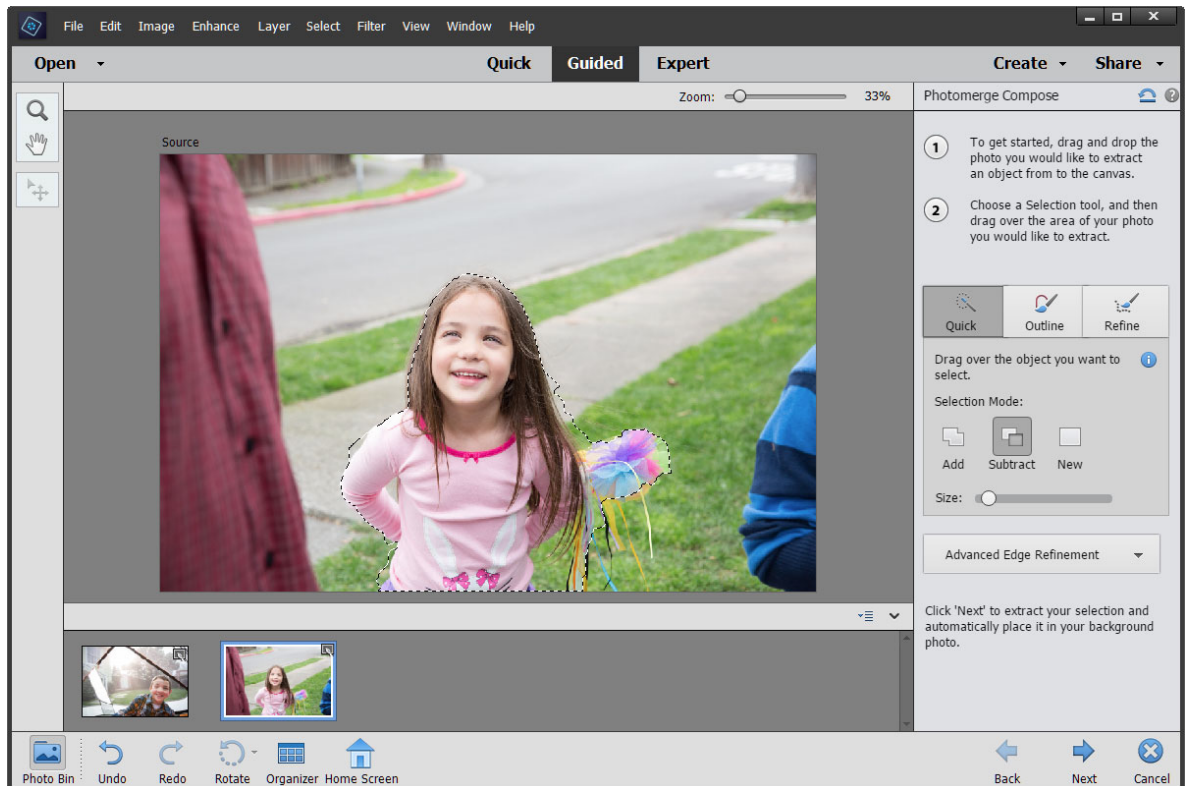 File Edit Image Enhance Layer Select Filter View Window Help
Open Quick Guided Expert Create Share
Zoom: 33% Photomerge Compose
Source
1 To get started, drag and drop the
photo you would like to extract
an object from to the canvas.
2 Choose a Selection tool, and then
drag over the area of your photo
you would like to extract.
Quick Outline Refine
Drag over the object you want to
select.
Selection Mode:
Add Subtract New
Size:
Advanced Edge Refinement
Click 'Next' to extract your selection and
automatically place it in your background
photo.
Photo Bin Undo Redo Rotate Organizer Home Screen Back Next Cancel